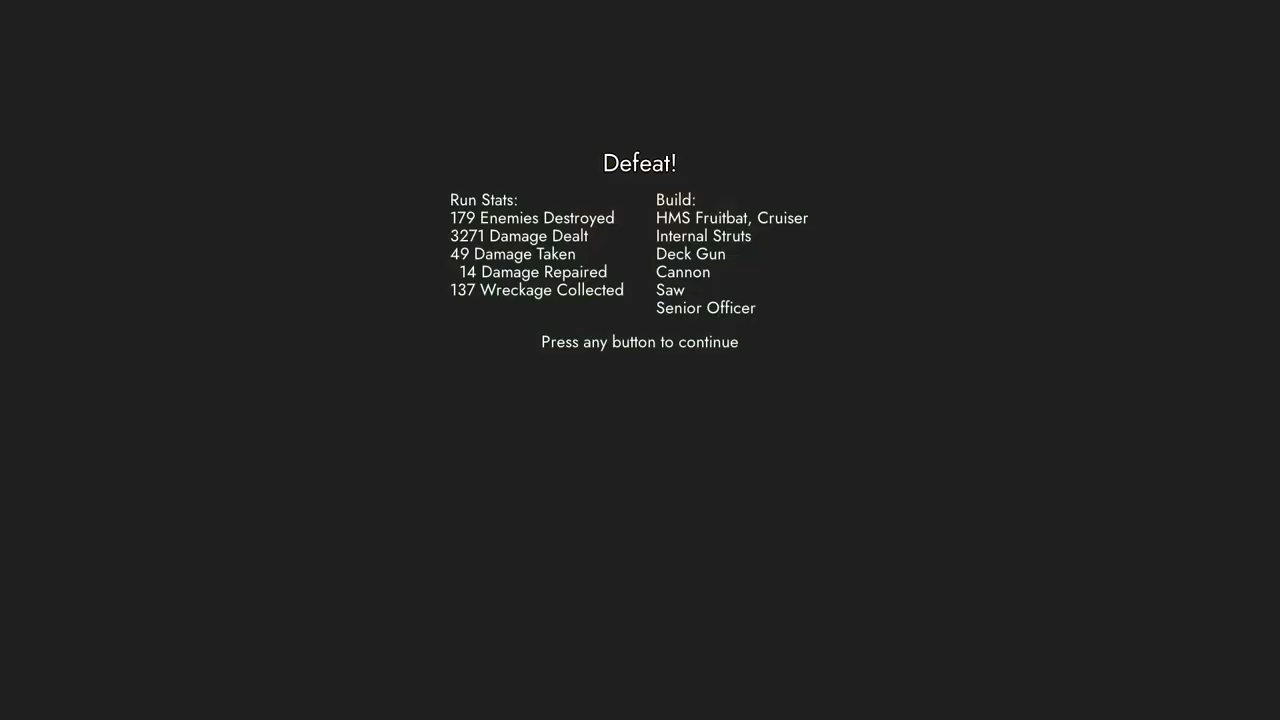 Defeat!
Run Stats:
179 Enemies Destroyed
3271 Damage Dealt
49 Damage Taken
14 Damage Repaired
137 Wreckage Collected
Build:
HMS Fruitbat, Cruiser
Internal Struts
Deck Gun
Cannon
Saw
Senior Officer
Press any button to continue